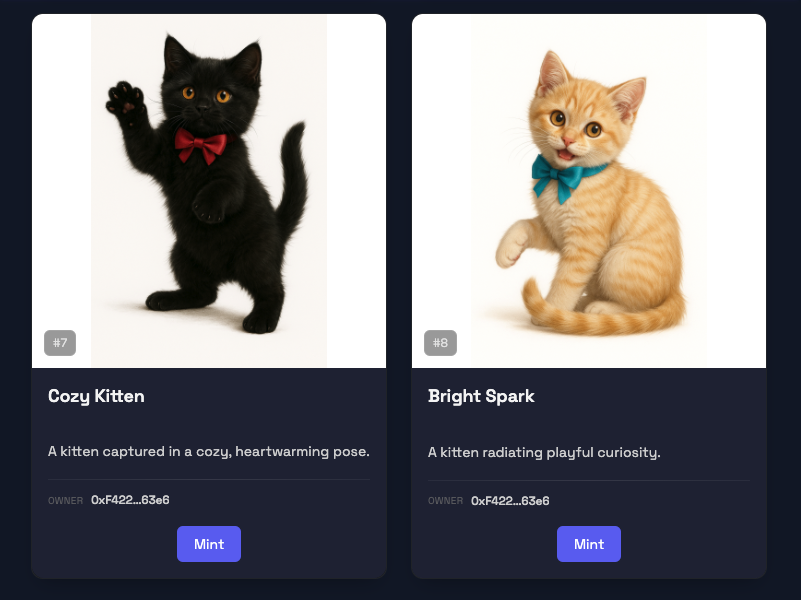 #7
Cozy Kitten
A kitten captured in a cozy, heartwarming pose.
OWNER 0xF422...63e6
Mint
#8
Bright Spark
A kitten radiating playful curiosity.
OWNER 0xF422...63e6
Mint